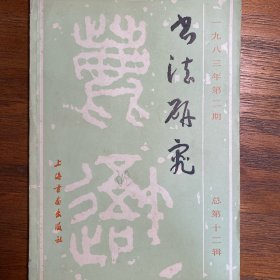 一九八三年第二期
总第十二辑
书法研究
上海书画出版社